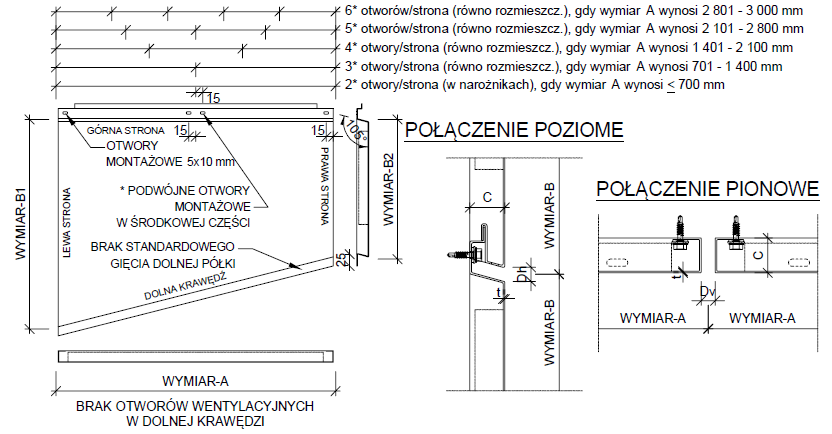 6* otworów/strona (równo rozmieszcz.), gdy wymiar A wynosi 2 801 - 3 000 mm
5* otworów/strona (równo rozmieszcz.), gdy wymiar A wynosi 2 101 - 2 800 mm
4* otwory/strona (równo rozmieszcz.), gdy wymiar A wynosi 1 401 - 2 100 mm
3* otwory/strona (równo rozmieszcz.), gdy wymiar A wynosi 701 - 1 400 mm
2* otwory/strona (w narożnikach), gdy wymiar A wynosi ≤ 700 mm
15
GÓRNA STRONA
15
15
105°
OTWORY
MONTAŻOWE 5x10 mm
* PODWÓJNE OTWORY
MONTAŻOWE
W ŚRODKOWEJ CZĘŚCI
BRAK STANDARDOWEGO
GIĘCIA DOLNEJ PÓŁKI
WYMIAR-B1
LEWA STRONA
PRAWA STRONA
WYMIAR-B2
25
DOLNA KRAWĘDŹ
WYMIAR-A
BRAK OTWORÓW WENTYLACYJNYCH
W DOLNEJ KRAWĘDZI
POŁĄCZENIE POZIOME
C
WYMIAR-B
Dh
t
WYMIAR-B
POŁĄCZENIE PIONOWE
C
t
Dv
WYMIAR-A
WYMIAR-A